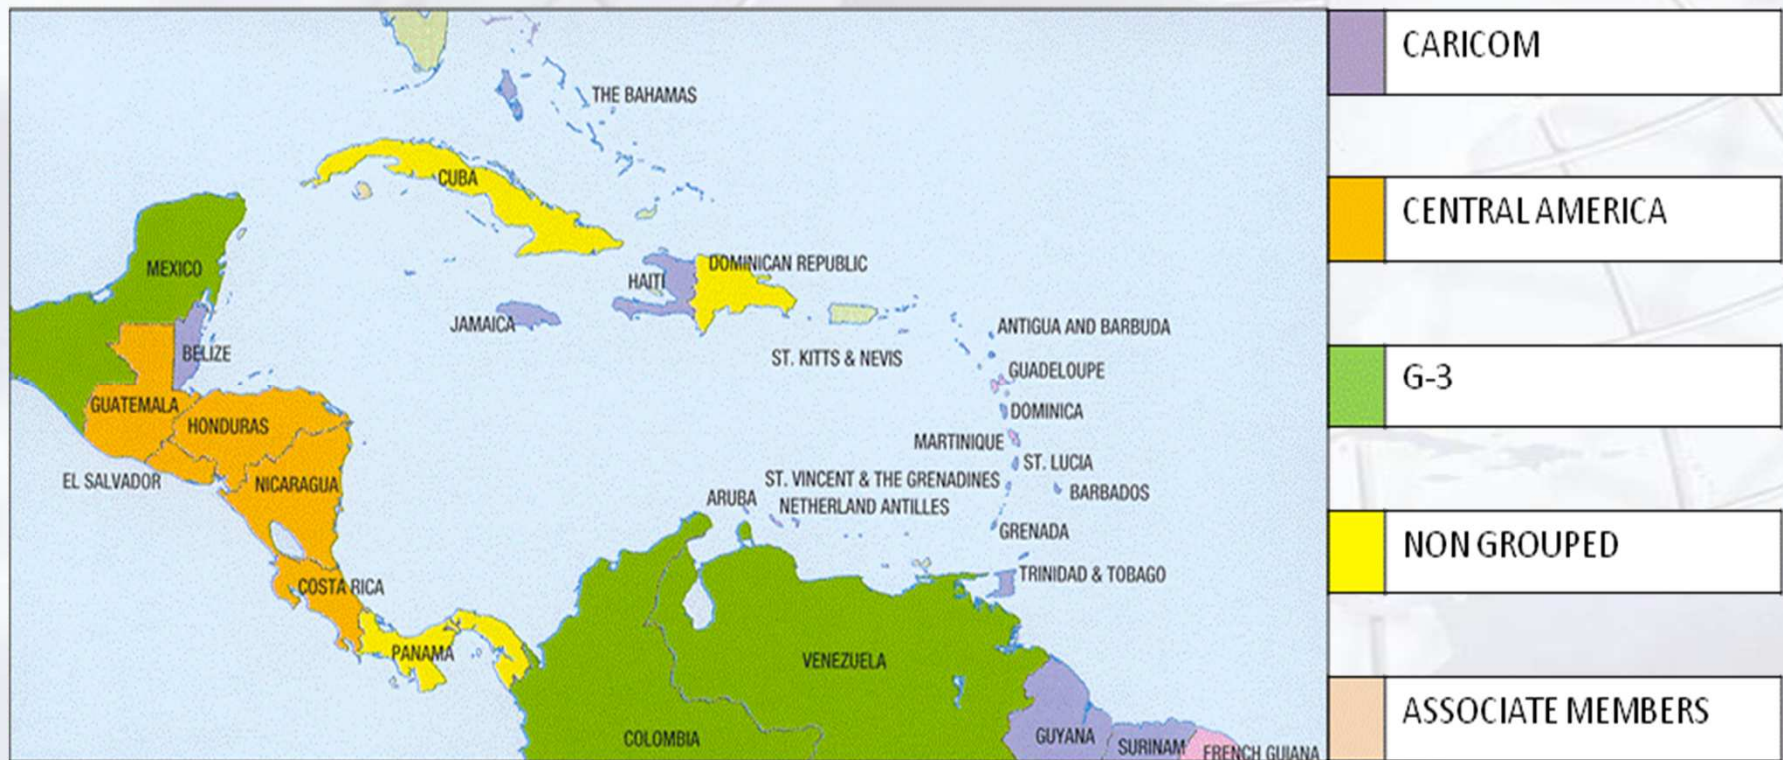 THE BAHAMAS
CUBA
MEXICO
HAITI
DOMINICAN REPUBLIC
JAMAICA
BELIZE
ST. KITTS & NEVIS
ANTIGUA AND BARBUDA
GUADELOUPE
GUATEMALA
HONDURAS
DOMINICA
MARTINIQUE
ST. LUCIA
EL SALVADOR
NICARAGUA
ARUBA
ST. VINCENT & THE GRENADINES
NETHERLAND ANTILLES
BARBADOS
GRENADA
COSTA RICA
TRINIDAD & TOBAGO
PANAMA
VENEZUELA
COLOMBIA
GUYANA
SURINAM
FRENCH GUIANA
CARICOM
CENTRAL AMERICA
G-3
NON GROUPED
ASSOCIATE MEMBERS